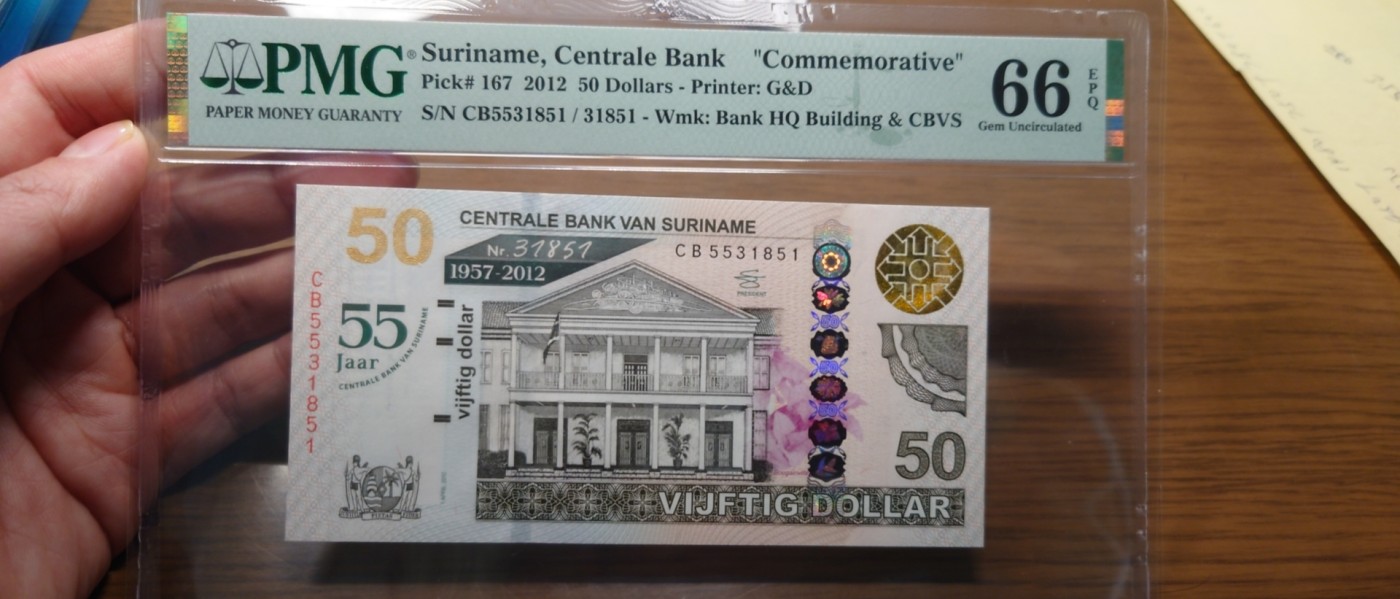 PMG®
PAPER MONEY GUARANTY
Suriname, Centrale Bank "Commemorative"
Pick# 167 2012 50 Dollars - Printer: G&D
S/N CB5531851 / 31851 - Wmk: Bank HQ Building & CBVS
66
Gem Uncirculated
EPQ
50
CENTRALE BANK VAN SURINAME
Nr. 31851
CB5531851
1957-2012
PRESIDENT
CB5531851
55
Jaar
CENTRALE BANK VAN SURINAME
vijftig dollar
50
VIJFTIG DOLLAR